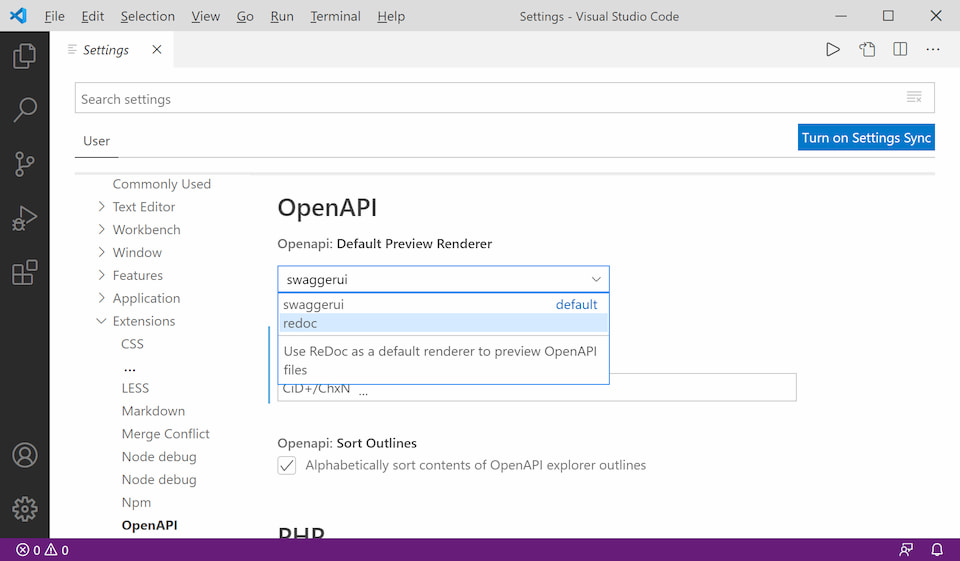 File Edit Selection View Go Run Terminal Help Settings - Visual Studio Code
Settings
Search settings
User
Turn on Settings Sync
Commonly Used
Text Editor
Workbench
Window
Features
Application
Extensions
CSS
...
LESS
Markdown
Merge Conflict
Node debug
Node debug
Npm
OpenAPI
OpenAPI
Openapi: Default Preview Renderer
swaggerui
swaggerui default
redoc
Use ReDoc as a default renderer to preview OpenAPI
files
CiD+/ChxN ...
Openapi: Sort Outlines
Alphabetically sort contents of OpenAPI explorer outlines
PHP
0 0